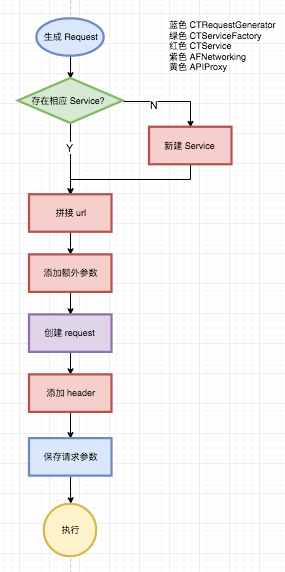 生成 Request
蓝色 CTRequestGenerator
绿色 CTServiceFactory
红色 CTService
紫色 AFNetworking
黄色 APIProxy
存在相应 Service?
N
Y
新建 Service
拼接 url
添加额外参数
创建 request
添加 header
保存请求参数
执行